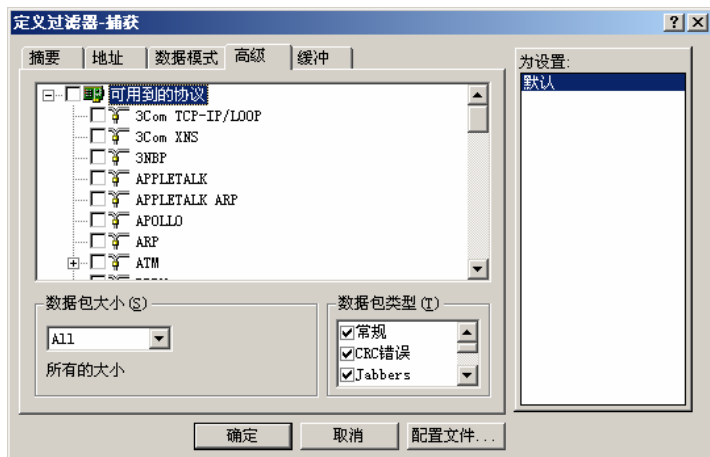 定义过滤器-捕获
摘要 地址 数据模式 高级 缓冲
可用到的协议
3Com TCP-IP/LOOP
3Com XNS
3NBP
APPLETALK
APPLETALK ARP
APOLLO
ARP
ATM
数据包大小(S)
All
所有的大小
数据包类型(T)
常规
CRC错误
Jabbers
为设置:
默认
确定 取消 配置文件...